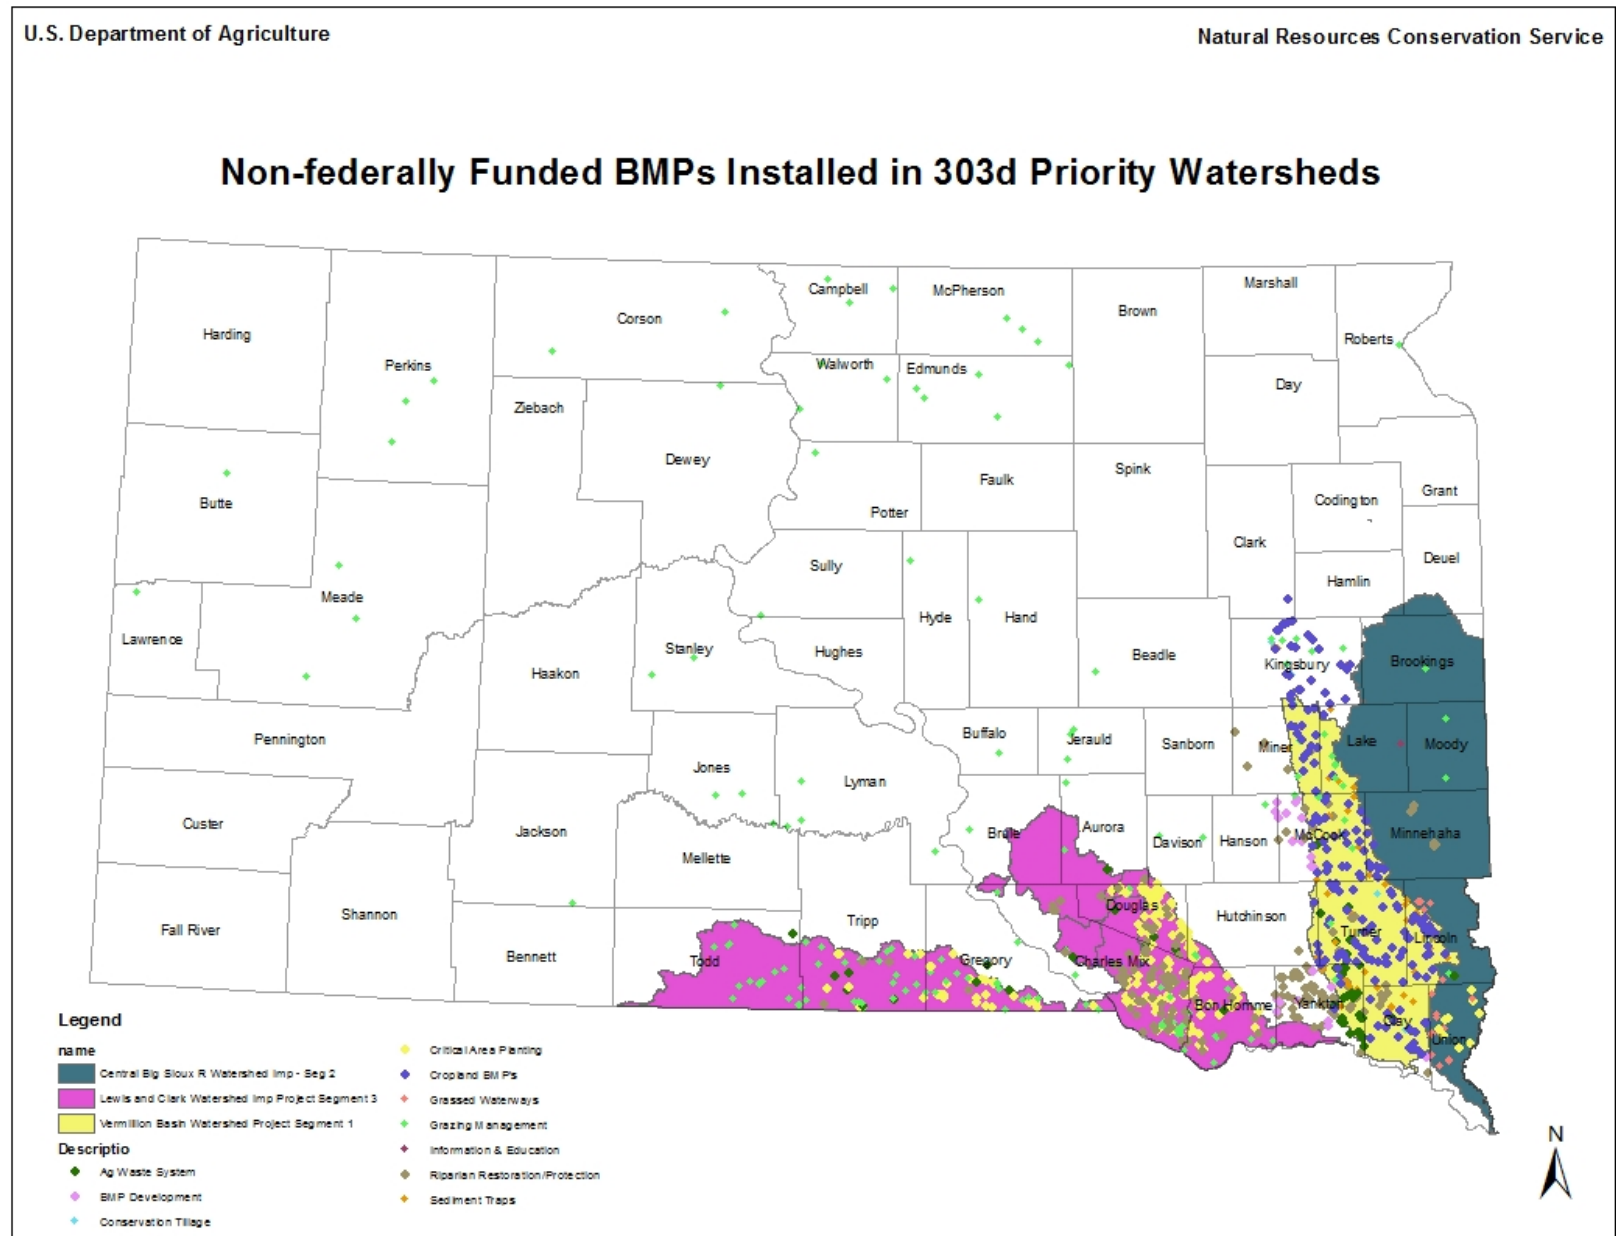 U.S. Department of Agriculture
Natural Resources Conservation Service
Non-federally Funded BMPs Installed in 303d Priority Watersheds
Harding
Perkins
Corson
Campbell
McPherson
Brown
Marshall
Roberts
Walworth
Edmunds
Day
Ziebach
Dewey
Butte
Potter
Faulk
Spink
Codington
Grant
Clark
Deuel
Hamlin
Sully
Meade
Lawrence
Hyde
Hand
Haakon
Stanley
Hughes
Beadle
Kingsbury
Brookings
Pennington
Jones
Lyman
Buffalo
Jerauld
Sanborn
Miner
Lake
Moody
Custer
Jackson
Mellette
Brule
Aurora
Davison
Hanson
McCook
Minnehaha
Fall River
Shannon
Bennett
Todd
Tripp
Gregory
Douglas
Charles Mix
Hutchinson
Turner
Lincoln
Bon Homme
Yankton
Clay
Union
Legend
name
Central Big Sioux R Watershed Imp - Seg 2
Lewis and Clark Watershed Imp Project Segment 3
Vermillion Basin Watershed Project Segment 1
Descriptio
Ag Waste System
BMP Development
Conservation Tillage
Critical Area Planting
Cropland BMP's
Grassed Waterways
Grazing Management
Information & Education
Riparian Restoration/Protection
Sediment Traps
N